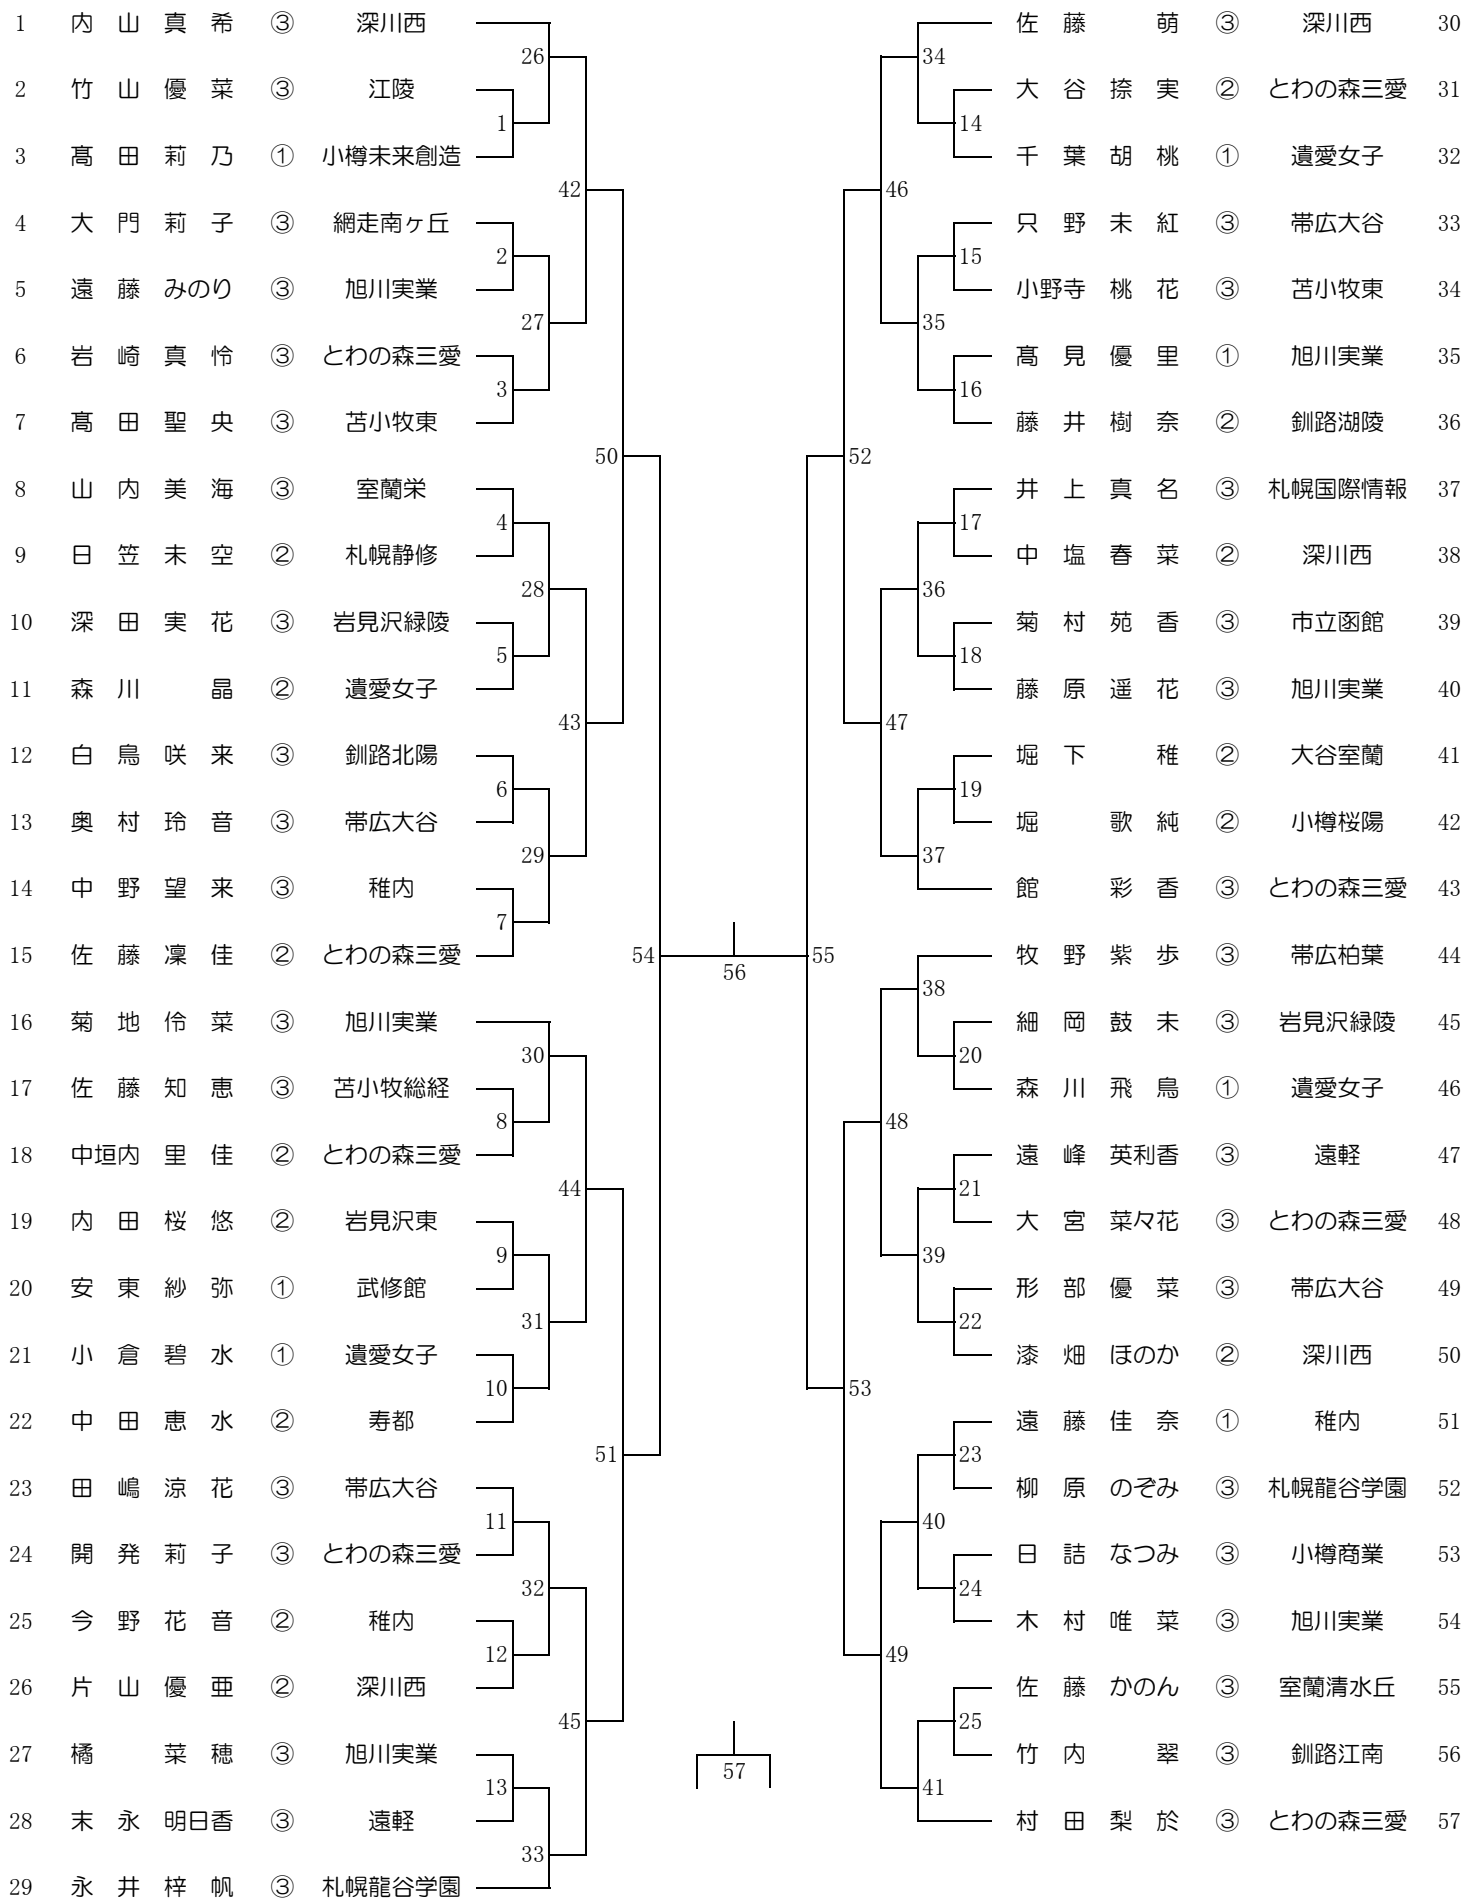 1 内山真希 ③ 深川西
2 竹山優菜 ③ 江陵
3 髙田莉乃 ① 小樽未来創造
4 大門莉子 ③ 網走南ヶ丘
5 遠藤みのり ③ 旭川実業
6 岩崎真怜 ③ とわの森三愛
7 髙田聖央 ③ 苫小牧東
8 山内美海 ③ 室蘭栄
9 日笠未空 ② 札幌静修
10 深田実花 ③ 岩見沢緑陵
11 森川晶 ② 遺愛女子
12 白鳥咲来 ③ 釧路北陽
13 奥村玲音 ③ 帯広大谷
14 中野望来 ③ 稚内
15 佐藤凜佳 ② とわの森三愛
16 菊地伶菜 ③ 旭川実業
17 佐藤知恵 ③ 苫小牧総経
18 中垣内里佳 ② とわの森三愛
19 内田桜悠 ② 岩見沢東
20 安東紗弥 ① 武修館
21 小倉碧水 ① 遺愛女子
22 中田恵水 ② 寿都
23 田嶋涼花 ③ 帯広大谷
24 開発莉子 ③ とわの森三愛
25 今野花音 ② 稚内
26 片山優亜 ② 深川西
27 橘菜穂 ③ 旭川実業
28 末永明日香 ③ 遠軽
29 永井梓帆 ③ 札幌龍谷学園
1
2
3
4
5
6
7
8
9
10
11
12
13
26
27
28
29
30
31
32
33
42
43
44
45
50
51
54
56
57
55
52
53
46
47
48
49
34
35
36
37
38
39
40
41
14
15
16
17
18
19
20
21
22
23
24
25
佐藤萌 ③ 深川西 30
大谷捺実 ② とわの森三愛 31
千葉胡桃 ① 遺愛女子 32
只野未紅 ③ 帯広大谷 33
小野寺桃花 ③ 苫小牧東 34
髙見優里 ① 旭川実業 35
藤井樹奈 ② 釧路湖陵 36
井上真名 ③ 札幌国際情報 37
中塩春菜 ② 深川西 38
菊村苑香 ③ 市立函館 39
藤原遥花 ③ 旭川実業 40
堀下稚 ② 大谷室蘭 41
堀歌純 ② 小樽桜陽 42
館彩香 ③ とわの森三愛 43
牧野紫歩 ③ 帯広柏葉 44
細岡鼓未 ③ 岩見沢緑陵 45
森川飛鳥 ① 遺愛女子 46
遠峰英利香 ③ 遠軽 47
大宮菜々花 ③ とわの森三愛 48
形部優菜 ③ 帯広大谷 49
漆畑ほのか ② 深川西 50
遠藤佳奈 ① 稚内 51
柳原のぞみ ③ 札幌龍谷学園 52
日詰なつみ ③ 小樽商業 53
木村唯菜 ③ 旭川実業 54
佐藤かのん ③ 室蘭清水丘 55
竹内翠 ③ 釧路江南 56
村田梨於 ③ とわの森三愛 57